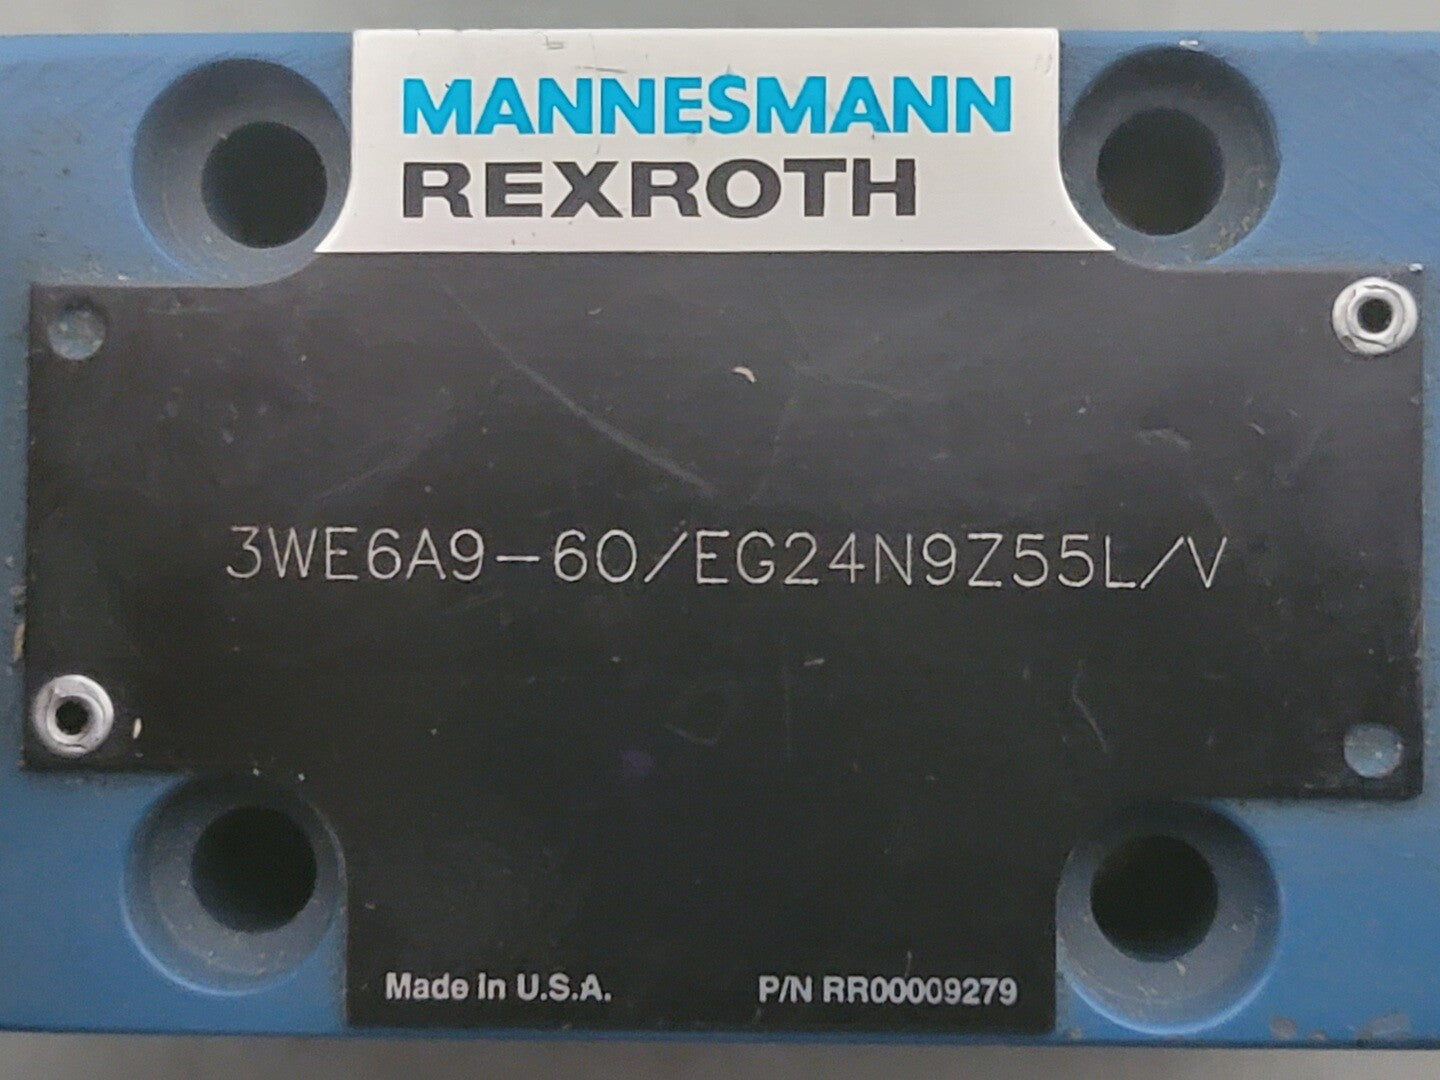 MANNESMANN
REXROTH
3WE6A9-60/EG24N9Z55L/V
Made in U.S.A.
P/N RR00009279